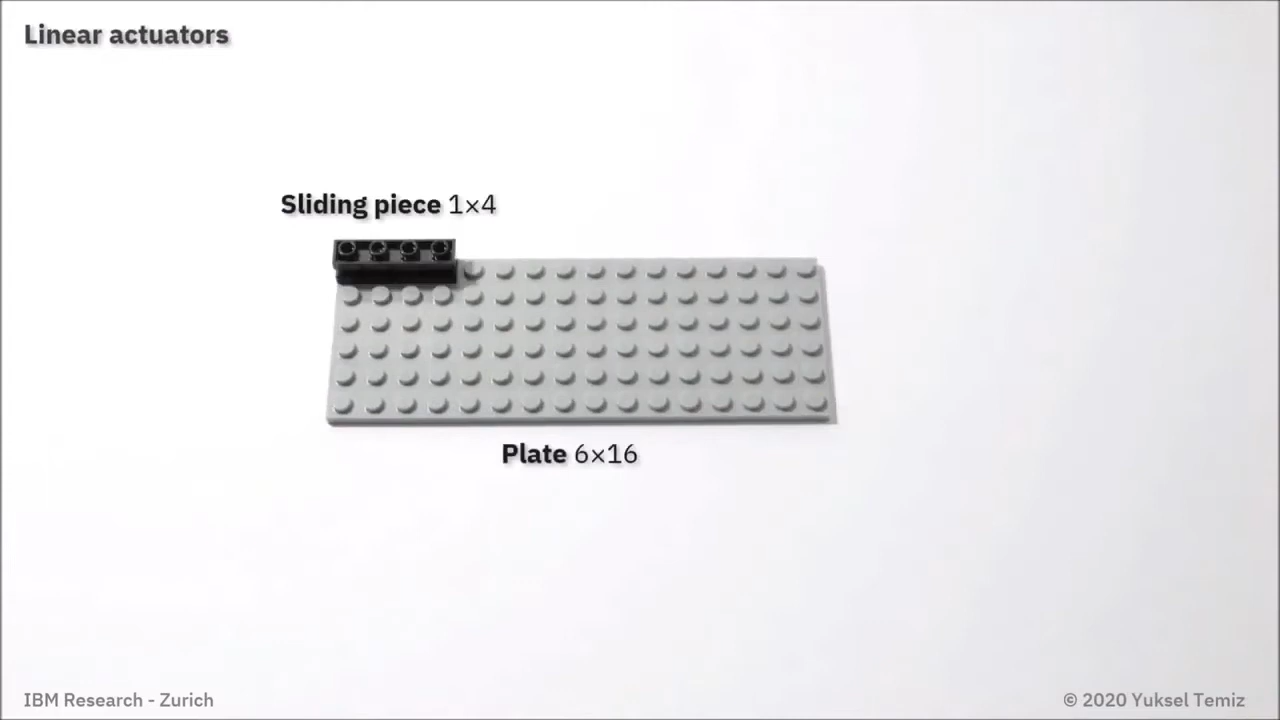 Linear actuators
Sliding piece 1×4
Plate 6×16
IBM Research - Zurich
© 2020 Yuksel Temiz